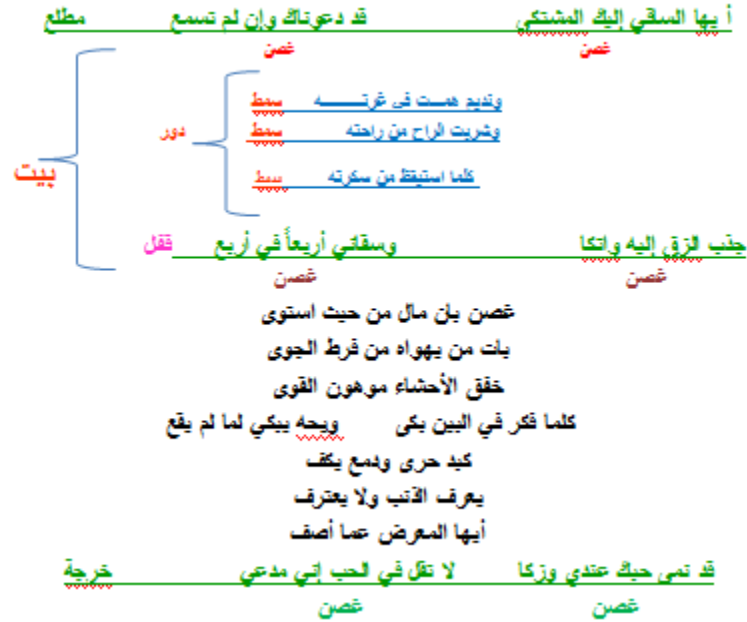 أ يها الساقي إليك المشتكى قد دعوناك وإن لم تسمع مطلع
غصن غصن
ونديم همــت في غرتـــــــه سمط
وشربت الراح من راحته سمط
دور
كلما استيقظ من سكرته سمط
بيت
جذب الزق إليه واتكا وسقاني أربعاً في أربع قفل
غصن غصن
غصن بان مال من حيث استوى
بات من يهواه من فرط الجوى
خفق الأحشاء موهون القوى
كلما فكر في البين بكى ويحه يبكي لما لم يقع
كبد حرى ودمع يكف
يعرف الذنب ولا يعترف
أيها المعرض عما أصف
قد نمى حبك عندي وزكا لا تقل في الحب إني مدعي خرجة
غصن غصن